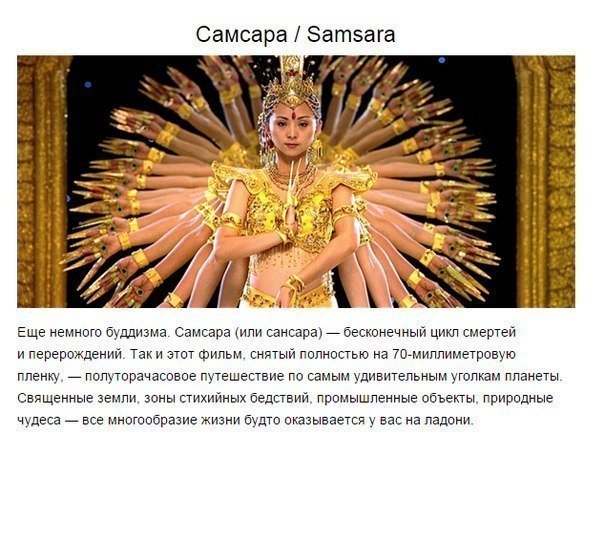 Самсара / Samsara
Еще немного буддизма. Самсара (или сансара) — бесконечный цикл смертей
и перерождений. Так и этот фильм, снятый полностью на 70-миллиметровую
пленку, — полуторачасовое путешествие по самым удивительным уголкам планеты.
Священные земли, зоны стихийных бедствий, промышленные объекты, природные
чудеса — все многообразие жизни будто оказывается у вас на ладони.